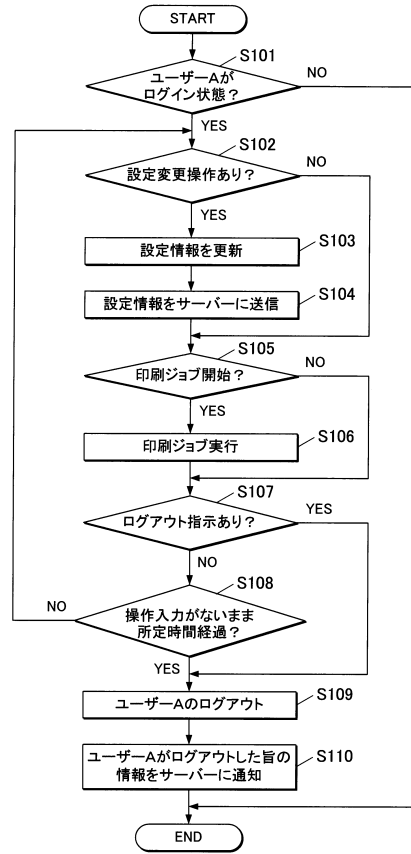 START
S101
ユーザーAが
ログイン状態？
NO
YES
S102
設定変更操作あり？
NO
YES
設定情報を更新
S103
設定情報をサーバーに送信
S104
S105
印刷ジョブ開始？
NO
YES
印刷ジョブ実行
S106
S107
ログアウト指示あり？
YES
NO
S108
操作入力がないまま
所定時間経過？
NO
YES
ユーザーAのログアウト
S109
ユーザーAがログアウトした旨の
情報をサーバーに通知
S110
END